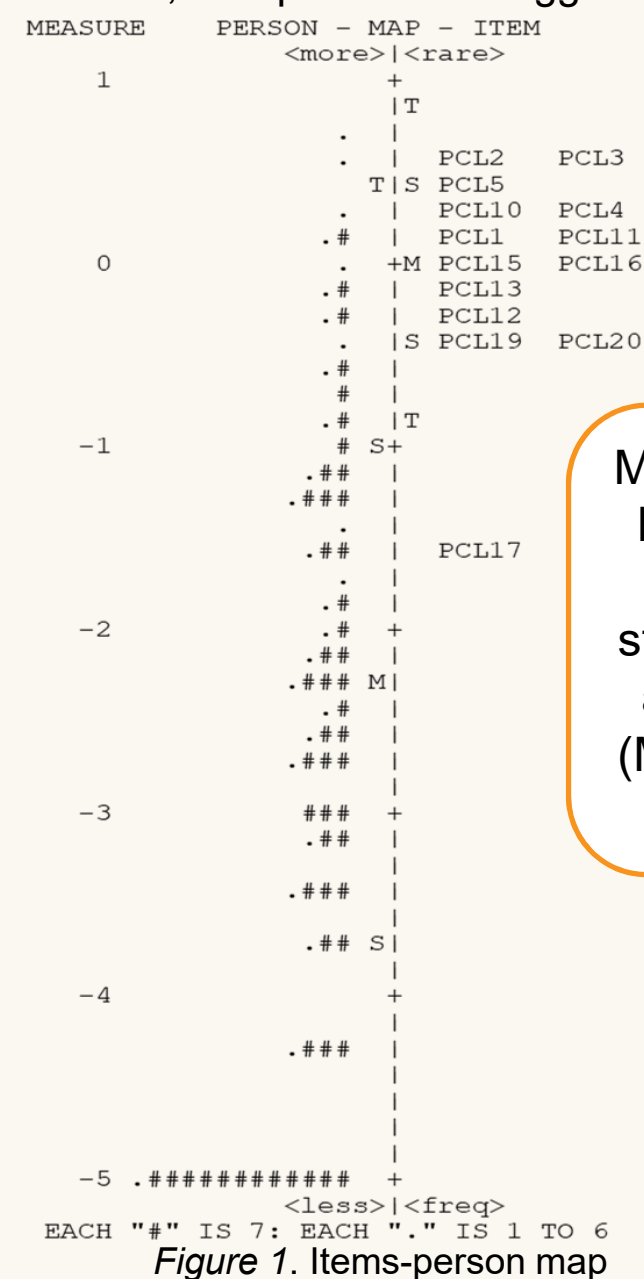 MEASURE PERSON - MAP - ITEM
<more>|<rare>
1 +
|T
. |
. | PCL2 PCL3
T|S PCL5
. | PCL10 PCL4
.# | PCL1 PCL11
0 . +M PCL15 PCL16
.# | PCL13
.# | PCL12
. |S PCL19 PCL20
.# |
# |
.# |T
-1 # S+
.## |
.### |
. |
.## | PCL17
. |
.# |
-2 .# +
.## |
.### M|
.# |
.## |
.### |
|
-3 ### +
.## |
|
.### |
|
.## S|
|
-4 +
|
.### |
|
|
|
|
-5 .############ +
<less>|<freq>
EACH "#" IS 7: EACH "." IS 1 TO 6
Figure 1. Items-person map
M
st
(M